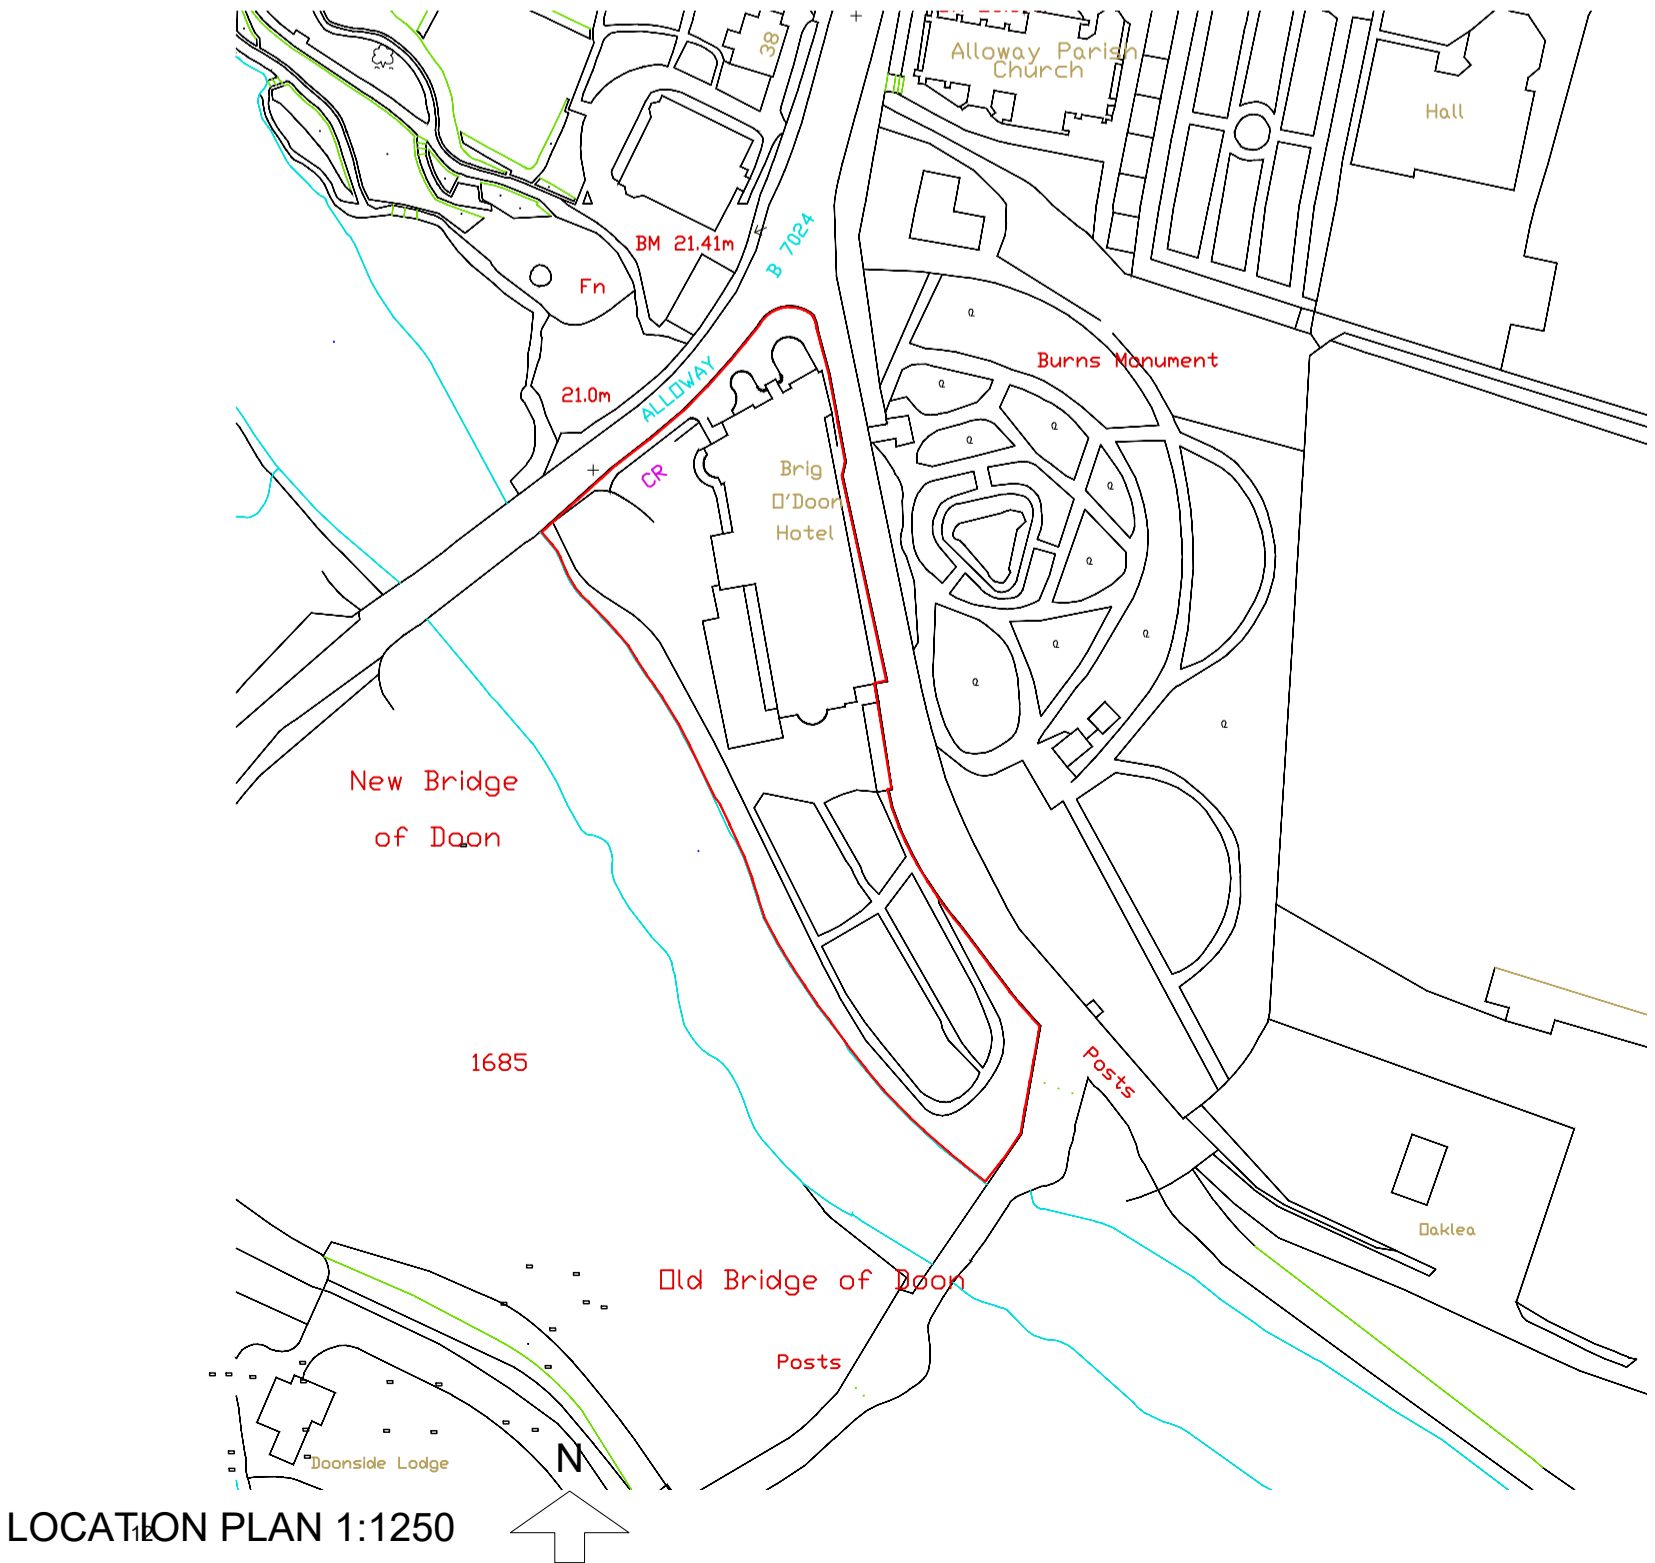 38
Alloway Parish
Church
Hall
BM 21.41m
B 7024
Fn
Burns Monument
21.0m
ALLOWAY
CR
Brig
O'Doon
Hotel
New Bridge
of Doon
1685
Posts
Oaklea
Old Bridge of Doon
Posts
Doonside Lodge
N
LOCATION PLAN 1:1250
12